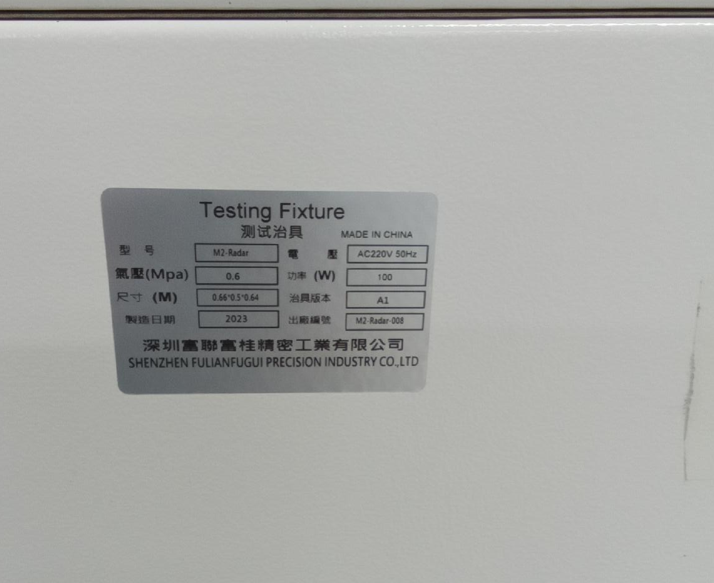 Testing Fixture
测试治具 MADE IN CHINA
型 号 M2-Radar 電 壓 AC220V 50Hz
氣壓(Mpa) 0.6 功率 (W) 100
尺寸 (M) 0.66*0.5*0.64 治具版本 A1
製造日期 2023 出廠編號 M2-Radar-008
深圳富聯富桂精密工業有限公司
SHENZHEN FULIANFUGUI PRECISION INDUSTRY CO.,LTD